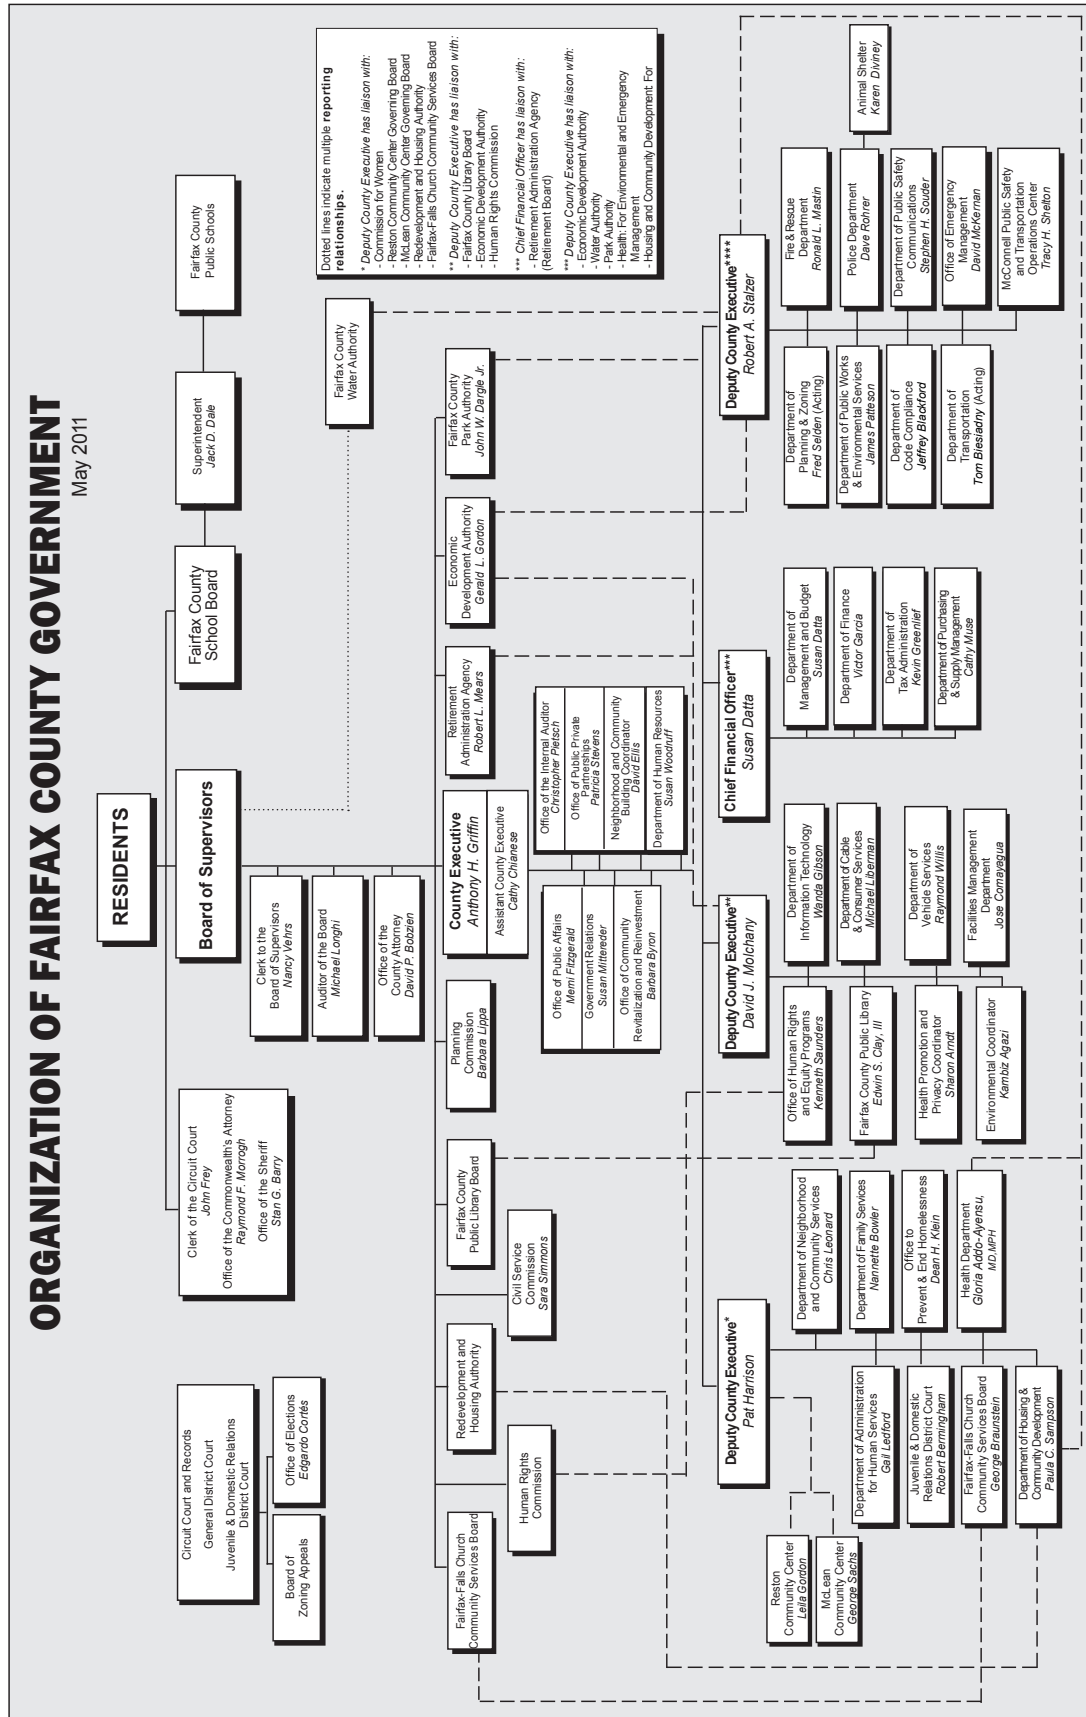 ORGANIZATION OF FAIRFAX COUNTY GOVERNMENT
May 2011
RESIDENTS
Circuit Court and Records
General District Court
Juvenile & Domestic Relations
District Court
Board of
Zoning Appeals
Office of Elections
Edgardo Cortés
Clerk of the Circuit Court
John Frey
Office of the Commonwealth's Attorney
Raymond F. Morrogh
Office of the Sheriff
Stan G. Barry
Board of Supervisors
Fairfax County
School Board
Superintendent
Jack D. Dale
Fairfax County
Public Schools
Clerk to the
Board of Supervisors
Nancy Vehrs
Auditor of the Board
Michael Longhi
Office of the
County Attorney
David P. Bobzien
Fairfax County
Water Authority
Dotted lines indicate multiple reporting
relationships.
* Deputy County Executive has liaison with:
- Commission for Women
- Reston Community Center Governing Board
- McLean Community Center Governing Board
- Redevelopment and Housing Authority
- Fairfax-Falls Church Community Services Board
** Deputy County Executive has liaison with:
- Fairfax County Library Board
- Economic Development Authority
- Human Rights Commission
*** Chief Financial Officer has liaison with:
- Retirement Administration Agency
(Retirement Board)
*** Deputy County Executive has liaison with:
- Economic Development Authority
- Water Authority
- Park Authority
- Health: For Environmental and Emergency
Management
- Housing and Community Development: For
Fairfax-Falls Church
Community Services Board
Human Rights
Commission
Redevelopment and
Housing Authority
Civil Service
Commission
Sara Simmons
Fairfax County
Public Library Board
Planning
Commission
Barbara Lippa
County Executive
Anthony H. Griffin
Assistant County Executive
Cathy Chianese
Retirement
Administration Agency
Robert L. Mears
Economic
Development Authority
Gerald L. Gordon
Fairfax County
Park Authority
John W. Dargle Jr.
Office of Public Affairs
Merni Fitzgerald
Government Relations
Susan Mittereder
Office of Community
Revitalization and Reinvestment
Barbara Byron
Office of the Internal Auditor
Christopher Pietsch
Office of Public Private
Partnerships
Patricia Stevens
Neighborhood and Community
Building Coordinator
David Ellis
Department of Human Resources
Susan Woodruff
Deputy County Executive*
Pat Harrison
Reston
Community Center
Leila Gordon
McLean
Community Center
George Sachs
Department of Administration
for Human Services
Gail Ledford
Juvenile & Domestic
Relations District Court
Robert Bermingham
Fairfax-Falls Church
Community Services Board
George Braunstein
Department of Housing &
Community Development
Paula C. Sampson
Department of Neighborhood
and Community Services
Chris Leonard
Department of Family Services
Nannette Bowler
Office to
Prevent & End Homelessness
Dean H. Klein
Health Department
Gloria Addo-Ayensu,
MD,MPH
Deputy County Executive**
David J. Molchany
Office of Human Rights
and Equity Programs
Kenneth Saunders
Fairfax County Public Library
Edwin S. Clay, III
Health Promotion and
Privacy Coordinator
Sharon Arndt
Environmental Coordinator
Kambiz Agazi
Department of
Information Technology
Wanda Gibson
Department of Cable
& Consumer Services
Michael Liberman
Department of
Vehicle Services
Raymond Willis
Facilities Management
Department
Jose Comayagua
Chief Financial Officer***
Susan Datta
Department of
Management and Budget
Susan Datta
Department of Finance
Victor Garcia
Department of
Tax Administration
Kevin Greenlief
Department of Purchasing
& Supply Management
Cathy Muse
Deputy County Executive****
Robert A. Stalzer
Department of
Planning & Zoning
Fred Selden (Acting)
Department of Public Works
& Environmental Services
James Patteson
Department of
Code Compliance
Jeffrey Blackford
Department of
Transportation
Tom Biesiadny (Acting)
Fire & Rescue
Department
Ronald L. Mastin
Police Department
Dave Rohrer
Department of Public Safety
Communications
Stephen H. Souder
Office of Emergency
Management
David McKernan
McConnell Public Safety
and Transportation
Operations Center
Tracy H. Shelton
Animal Shelter
Karen Diviney